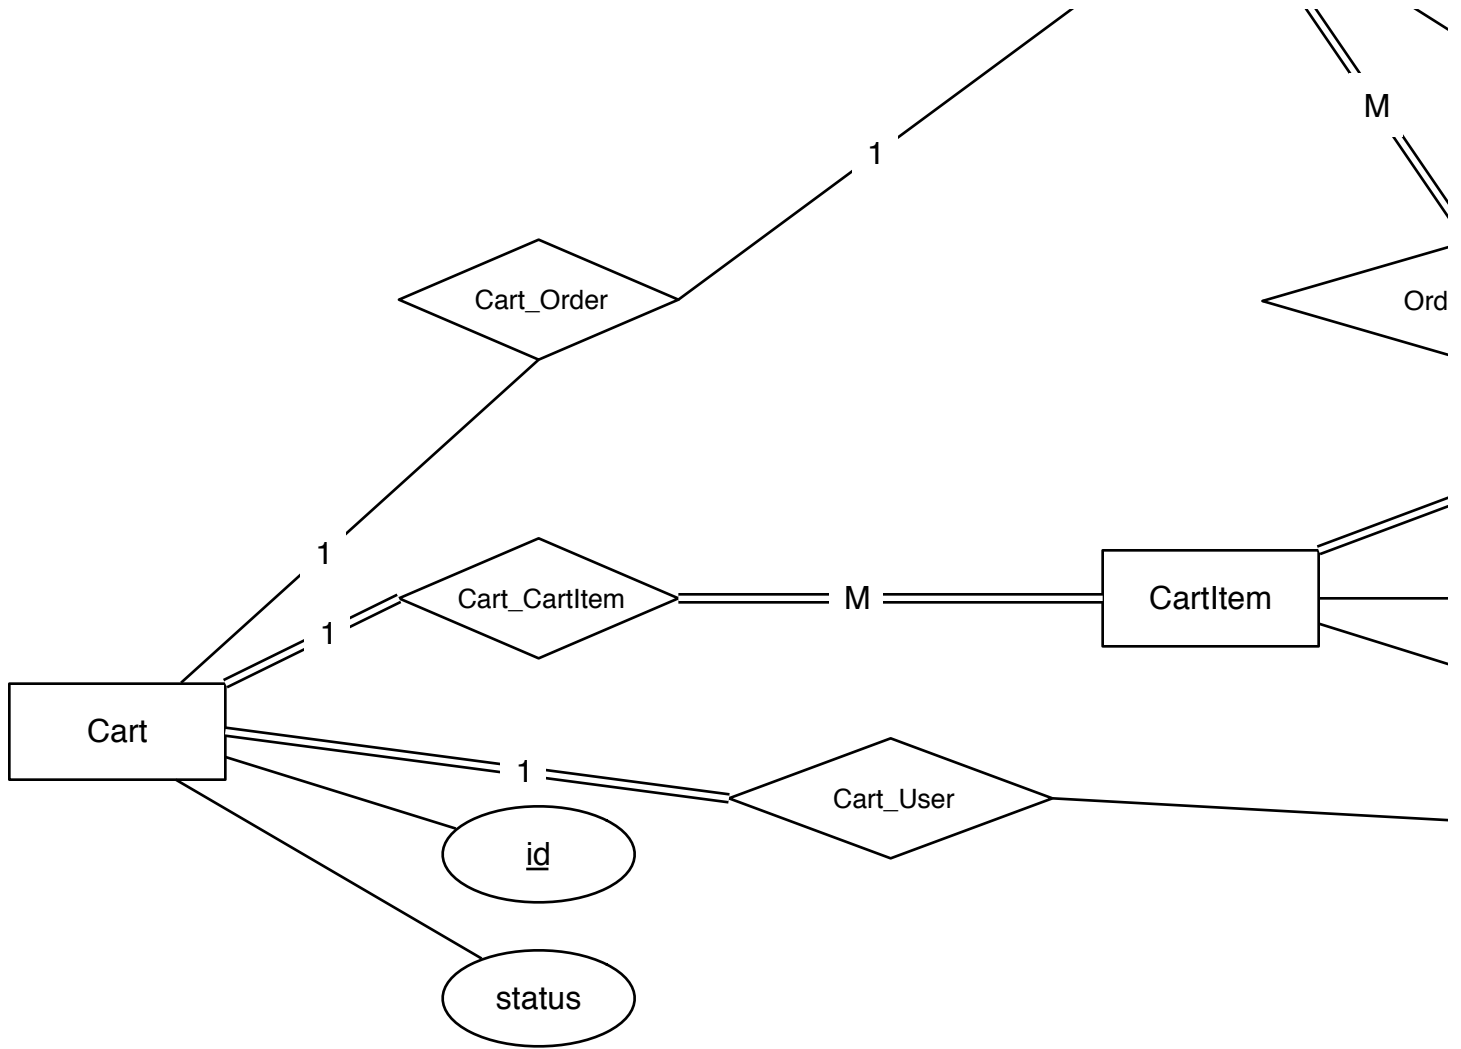 M
1
Cart_Order
Ord
1
Cart_CartItem
M
CartItem
1
Cart
1
Cart_User
id
status